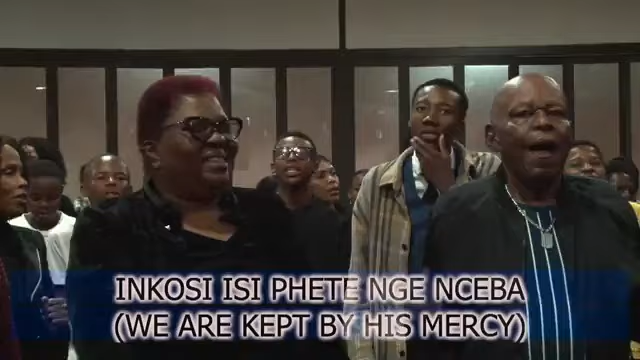 INKOSI ISI PHETE NGE NCEBA
(WE ARE KEPT BY HIS MERCY)